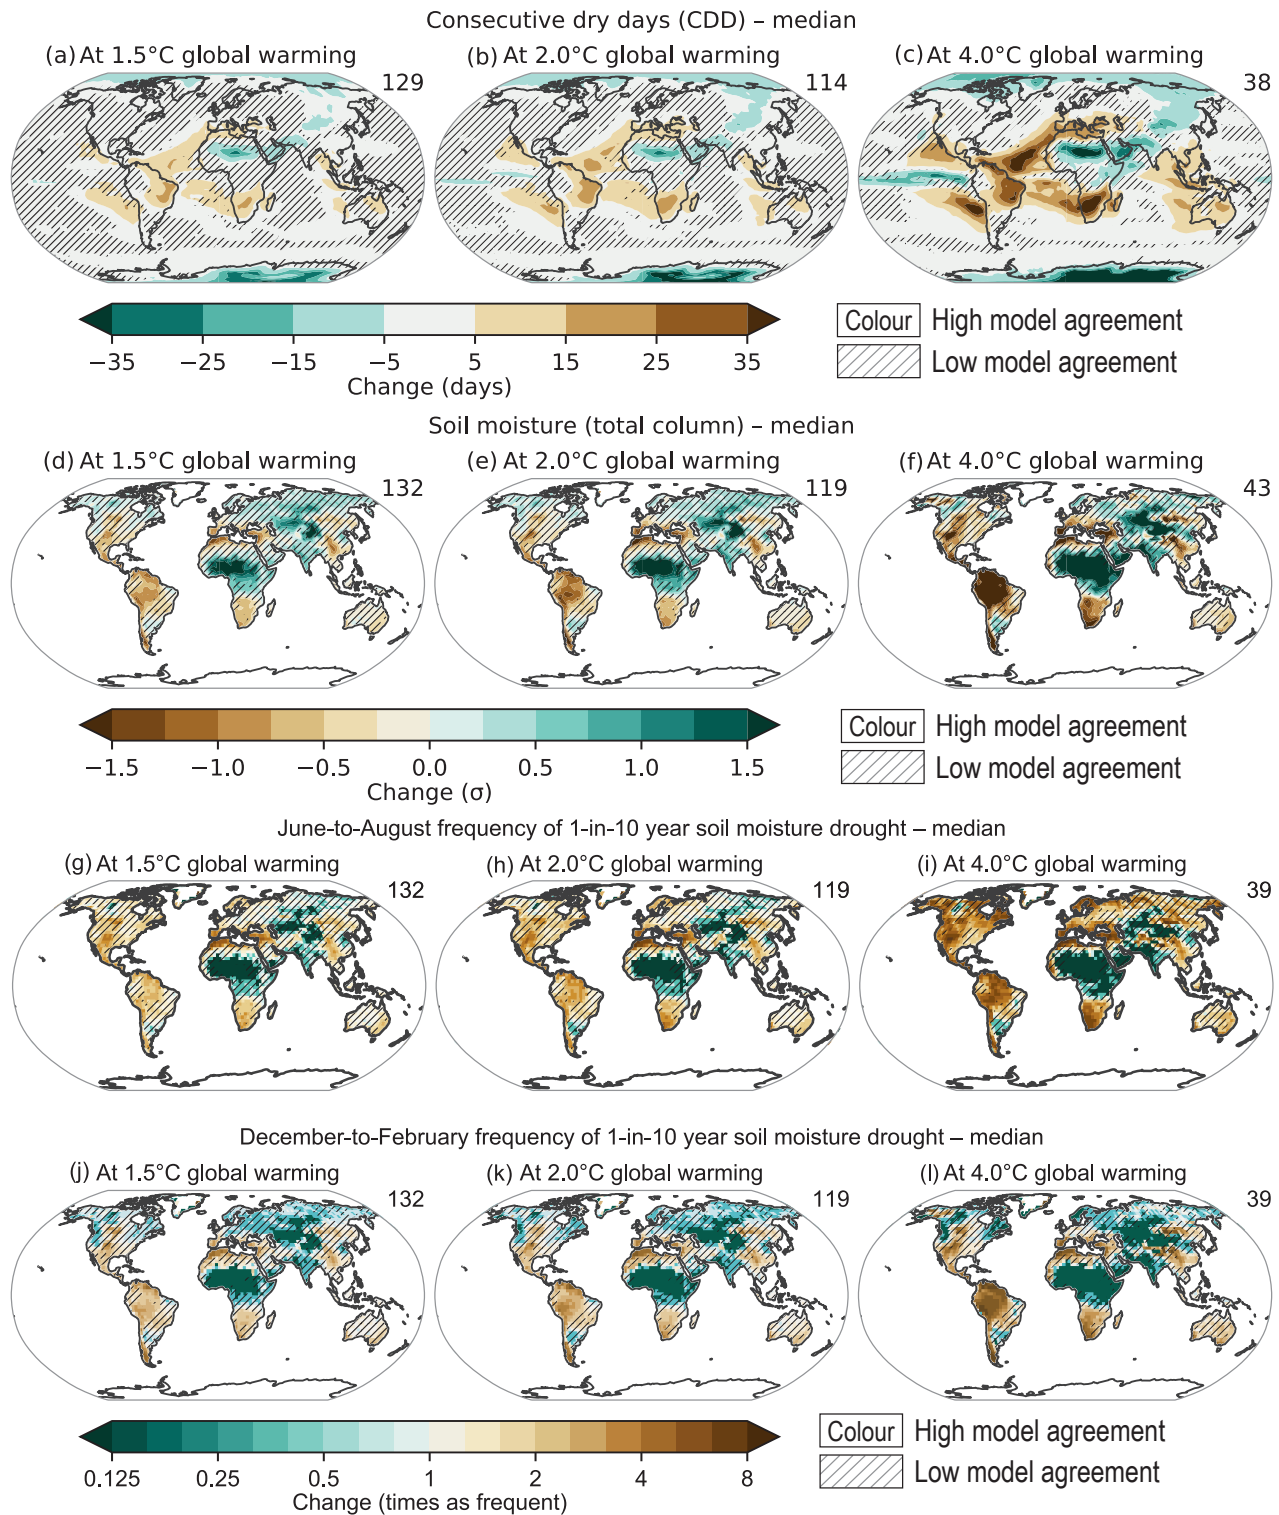 Consecutive dry days (CDD) – median
(a) At 1.5°C global warming
129
(b) At 2.0°C global warming
114
(c) At 4.0°C global warming
38
−35 −25 −15 −5 5 15 25 35
Change (days)
Colour High model agreement
Low model agreement
Soil moisture (total column) – median
(d) At 1.5°C global warming
132
(e) At 2.0°C global warming
119
(f) At 4.0°C global warming
43
−1.5 −1.0 −0.5 0.0 0.5 1.0 1.5
Change (σ)
Colour High model agreement
Low model agreement
June-to-August frequency of 1-in-10 year soil moisture drought – median
(g) At 1.5°C global warming
132
(h) At 2.0°C global warming
119
(i) At 4.0°C global warming
39
December-to-February frequency of 1-in-10 year soil moisture drought – median
(j) At 1.5°C global warming
132
(k) At 2.0°C global warming
119
(l) At 4.0°C global warming
39
0.125 0.25 0.5 1 2 4 8
Change (times as frequent)
Colour High model agreement
Low model agreement